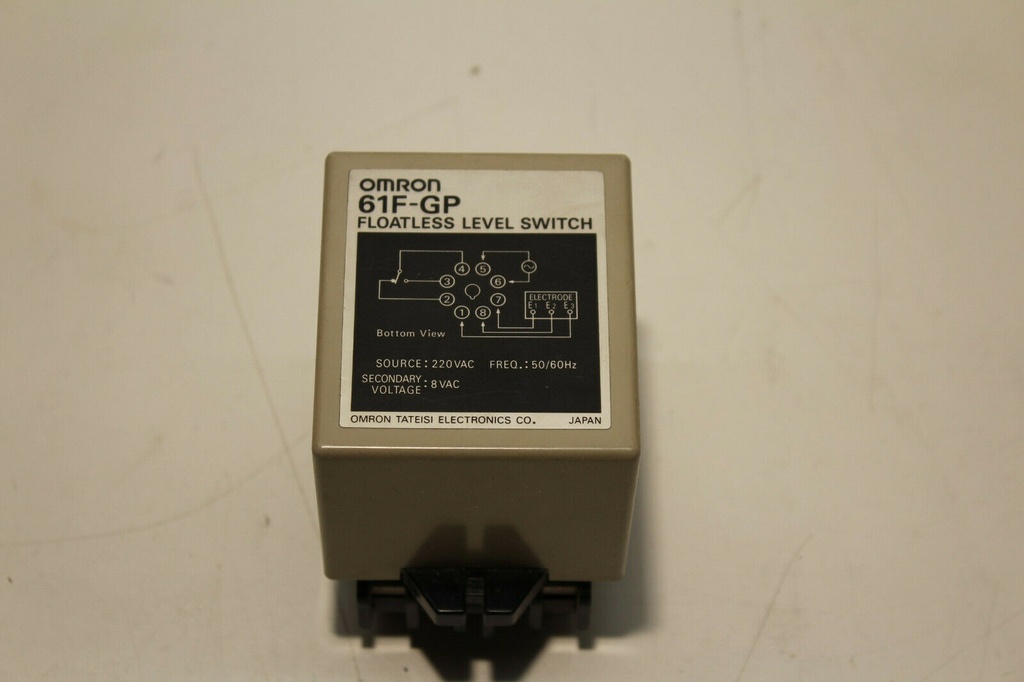 OMRON
61F-GP
FLOATLESS LEVEL SWITCH
4 5
3 6
2 7
1 8
ELECTRODE
E1 E2 E3
Bottom View
SOURCE: 220VAC FREQ.: 50/60Hz
SECONDARY VOLTAGE: 8VAC
OMRON TATEISI ELECTRONICS CO. JAPAN